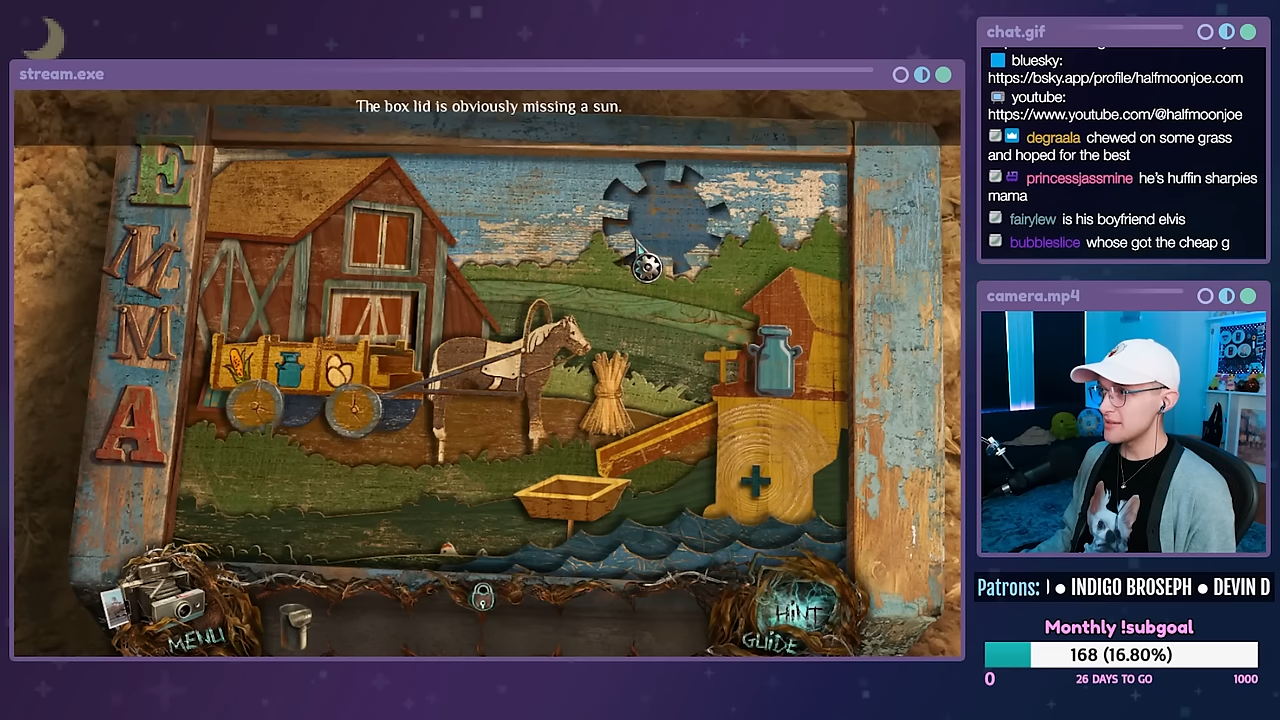 stream.exe
The box lid is obviously missing a sun.
E
M
M
A
MENU
HINT
GUIDE
chat.gif
bluesky:
https://bsky.app/profile/halfmoonjoe.com
youtube:
https://www.youtube.com/@halfmoonjoe
degraala chewed on some grass
and hoped for the best
princessjassmine he's huffin sharpies
mama
fairylew is his boyfriend elvis
bubbleslice whose got the cheap g
camera.mp4
Patrons: ● INDIGO BROSEPH ● DEVIN D
Monthly !subgoal
168 (16.80%)
0 26 DAYS TO GO 1000